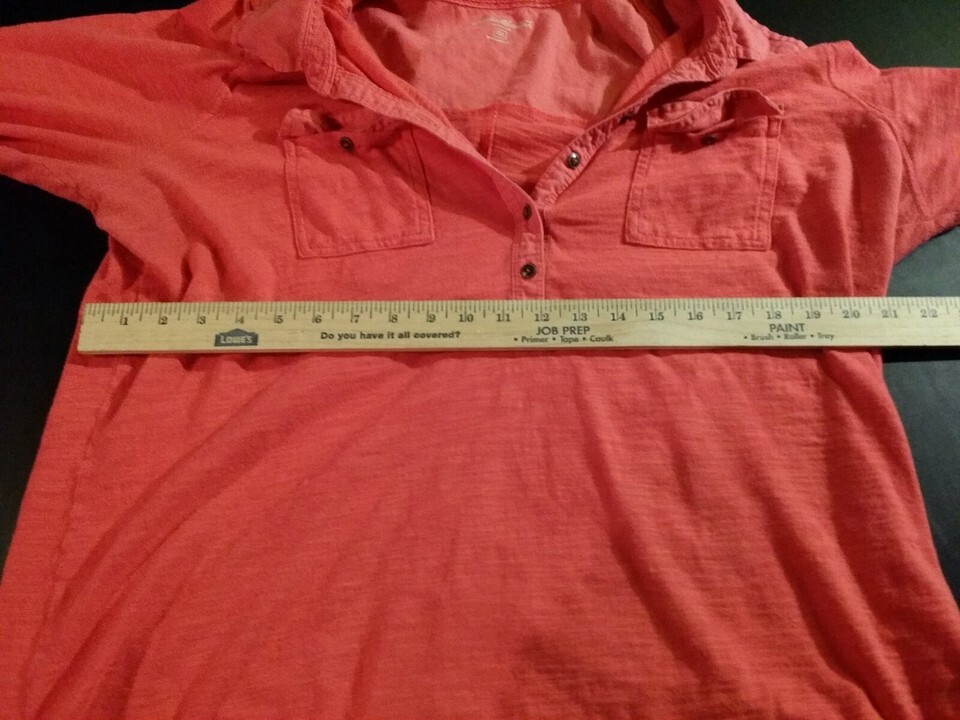 1 2 3 4 5 6 7 8 9 10 11 12 13 14 15 16 17 18 19 20 21 22
LOWE'S Do you have it all covered? JOB PREP PAINT
• Primer • Tape • Caulk • Brush • Roller • Tray